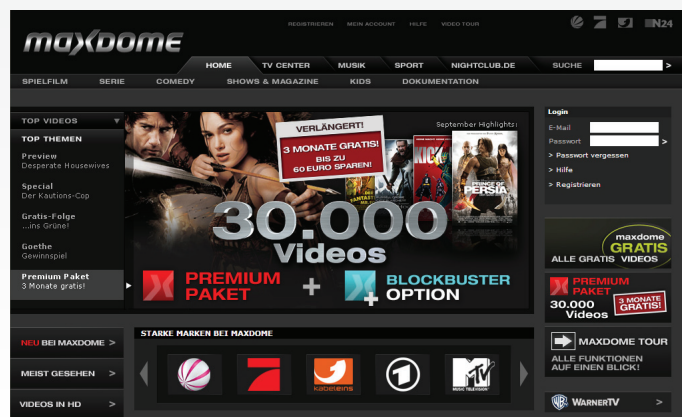 REGISTRIEREN MEIN ACCOUNT HILFE VIDEO TOUR
N24
maxdome
HOME TV CENTER MUSIK SPORT NIGHTCLUB.DE SUCHE >
SPIELFILM SERIE COMEDY SHOWS & MAGAZINE KIDS DOKUMENTATION
TOP VIDEOS
TOP THEMEN
Preview
Desperate Housewives
Special
Der Kautions-Cop
Gratis-Folge
...ins Grüne!
Goethe
Gewinnspiel
Premium Paket
3 Monate gratis!
VERLÄNGERT!
3 MONATE GRATIS!
BIS ZU
60 EURO SPAREN!
September Highlights:
KICK
PRINCE OF
PERSIA
30.000
Videos
PREMIUM
PAKET
+
BLOCKBUSTER
OPTION
Login
E-Mail
Passwort >
> Passwort vergessen
> Hilfe
> Registrieren
maxdome
GRATIS
ALLE GRATIS VIDEOS
PREMIUM
PAKET
30.000
Videos
3 MONATE
GRATIS!
MAXDOME TOUR
ALLE FUNKTIONEN
AUF EINEN BLICK!
WARNERTV >
NEU BEI MAXDOME >
MEIST GESEHEN >
VIDEOS IN HD >
STARKE MARKEN BEI MAXDOME
7
kabel eins
1
MTV
MUSIC TELEVISION